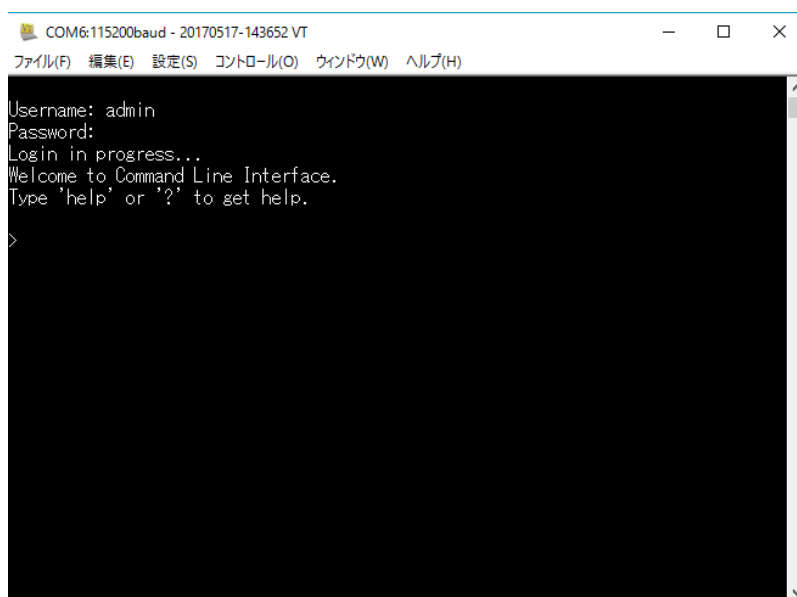 COM6:115200baud - 20170517-143652 VT
ファイル(F) 編集(E) 設定(S) コントロール(O) ウィンドウ(W) ヘルプ(H)
Username: admin
Password:
Login in progress...
Welcome to Command Line Interface.
Type 'help' or '?' to get help.
>